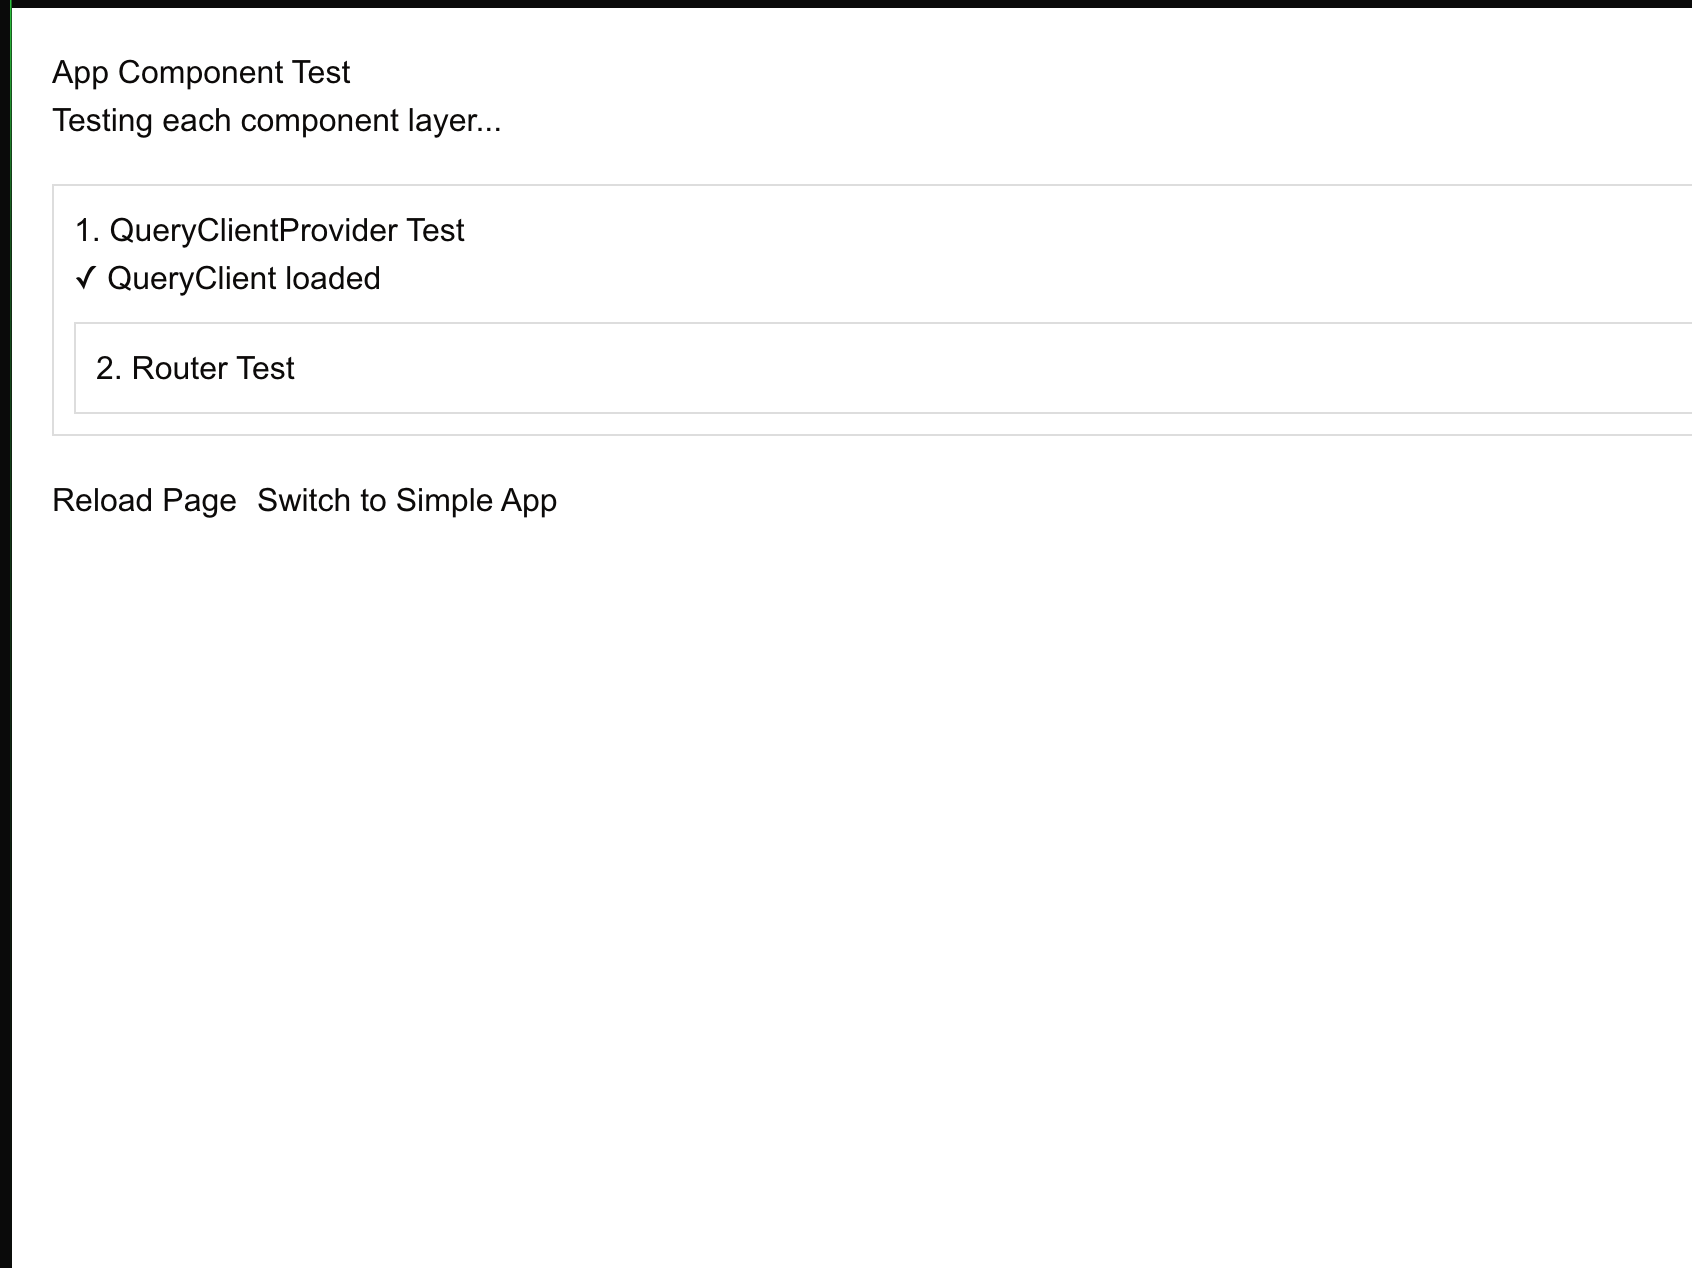 App Component Test
Testing each component layer...
1. QueryClientProvider Test
✓ QueryClient loaded
2. Router Test
Reload Page Switch to Simple App